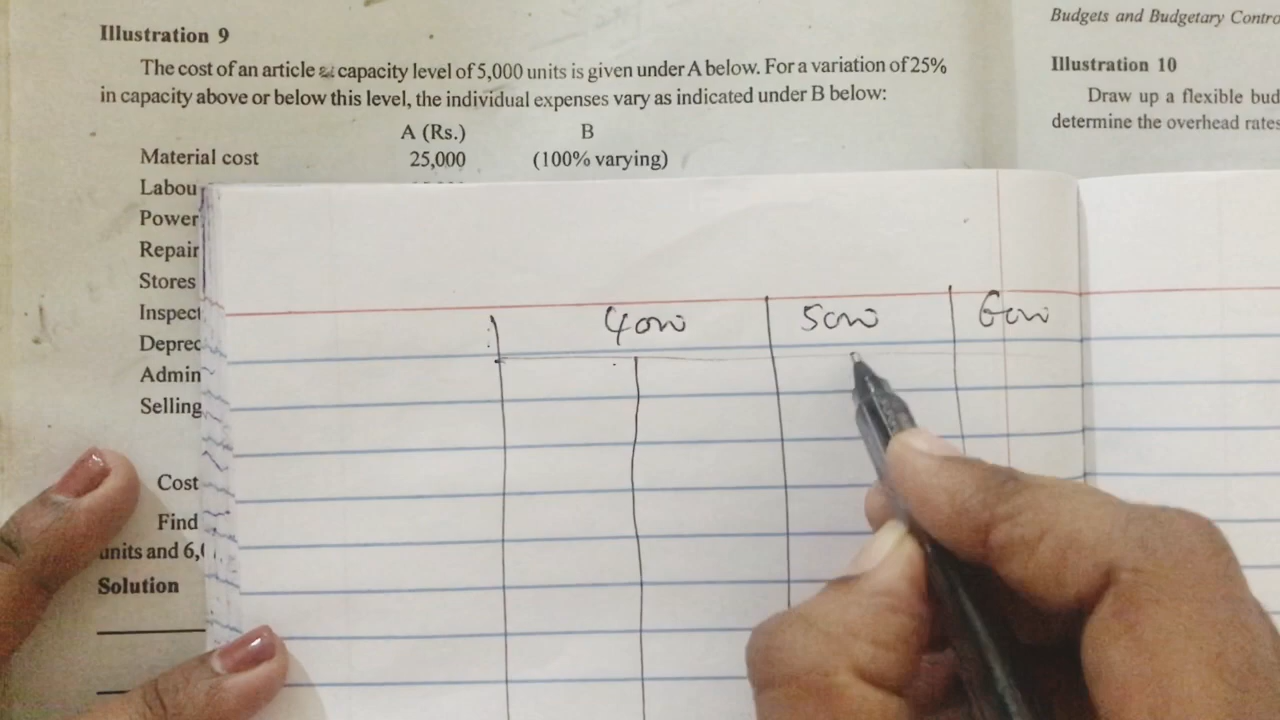 Illustration 9
The cost of an article at capacity level of 5,000 units is given under A below. For a variation of 25%
in capacity above or below this level, the individual expenses vary as indicated under B below:
A (Rs.) B
Material cost 25,000 (100% varying)
Labou
Power
Repair
Stores
Inspect
Deprec
Admin
Selling
Cost
Find
units and 6,
Solution
4000 5000 6000
Budgets and Budgetary Contro
Illustration 10
Draw up a flexible bud
determine the overhead rates